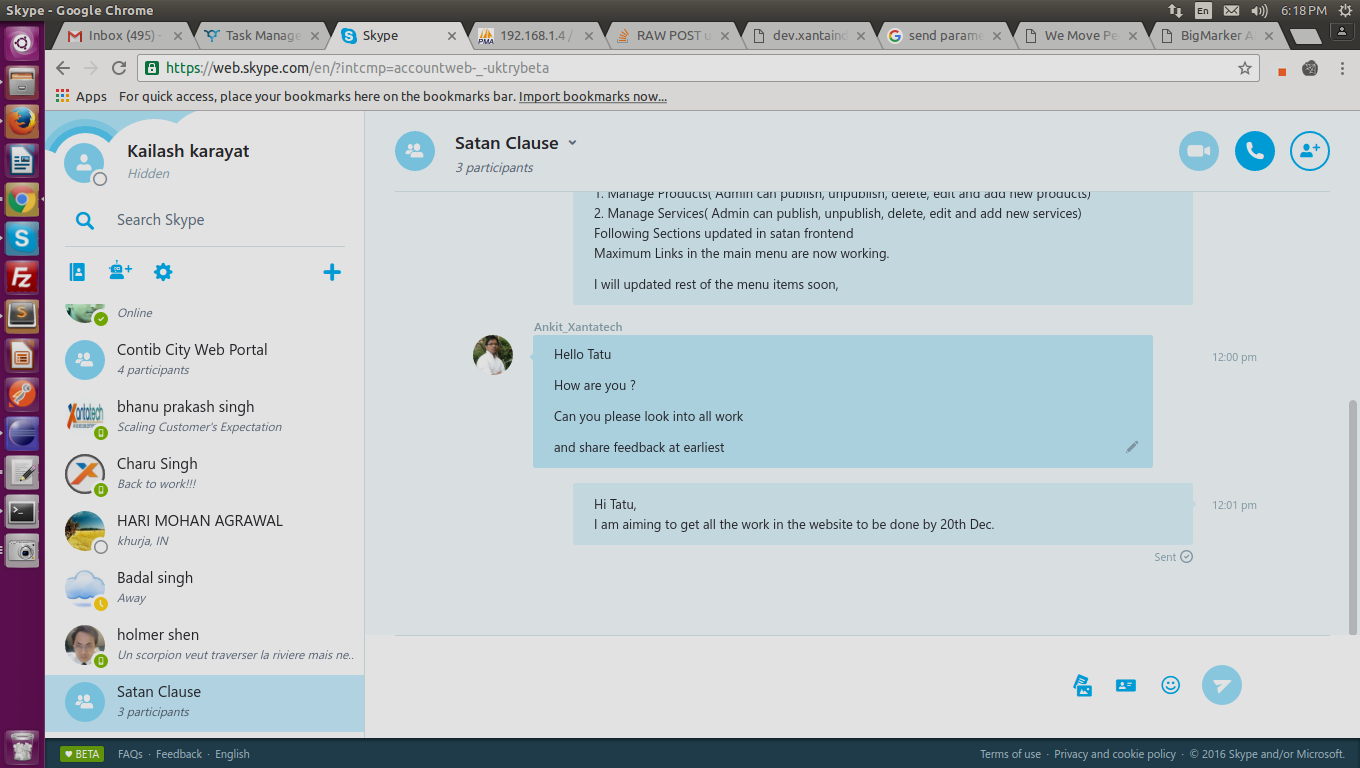 Skype - Google Chrome
En
6:18 PM
Inbox (495) -
Task Manage
Skype
192.168.1.4 /
RAW POST u
dev.xantaind
send parame
We Move Pe
BigMarker A
https://web.skype.com/en/?intcmp=accountweb-_-uktrybeta
Apps
For quick access, place your bookmarks here on the bookmarks bar. Import bookmarks now...
Kailash karayat
Hidden
Search Skype
Online
Contib City Web Portal
4 participants
bhanu prakash singh
Scaling Customer's Expectation
Charu Singh
Back to work!!!
HARI MOHAN AGRAWAL
khurja, IN
Badal singh
Away
holmer shen
Un scorpion veut traverser la riviere mais ne..
Satan Clause
3 participants
Satan Clause
3 participants
1. Manage Products( Admin can publish, unpublish, delete, edit and add new products)
2. Manage Services( Admin can publish, unpublish, delete, edit and add new services)
Following Sections updated in satan frontend
Maximum Links in the main menu are now working.
I will updated rest of the menu items soon,
Ankit_Xantatech
Hello Tatu
How are you ?
Can you please look into all work
and share feedback at earliest
12:00 pm
Hi Tatu,
I am aiming to get all the work in the website to be done by 20th Dec.
12:01 pm
Sent
BETA
FAQs · Feedback · English
Terms of use · Privacy and cookie policy · © 2016 Skype and/or Microsoft.